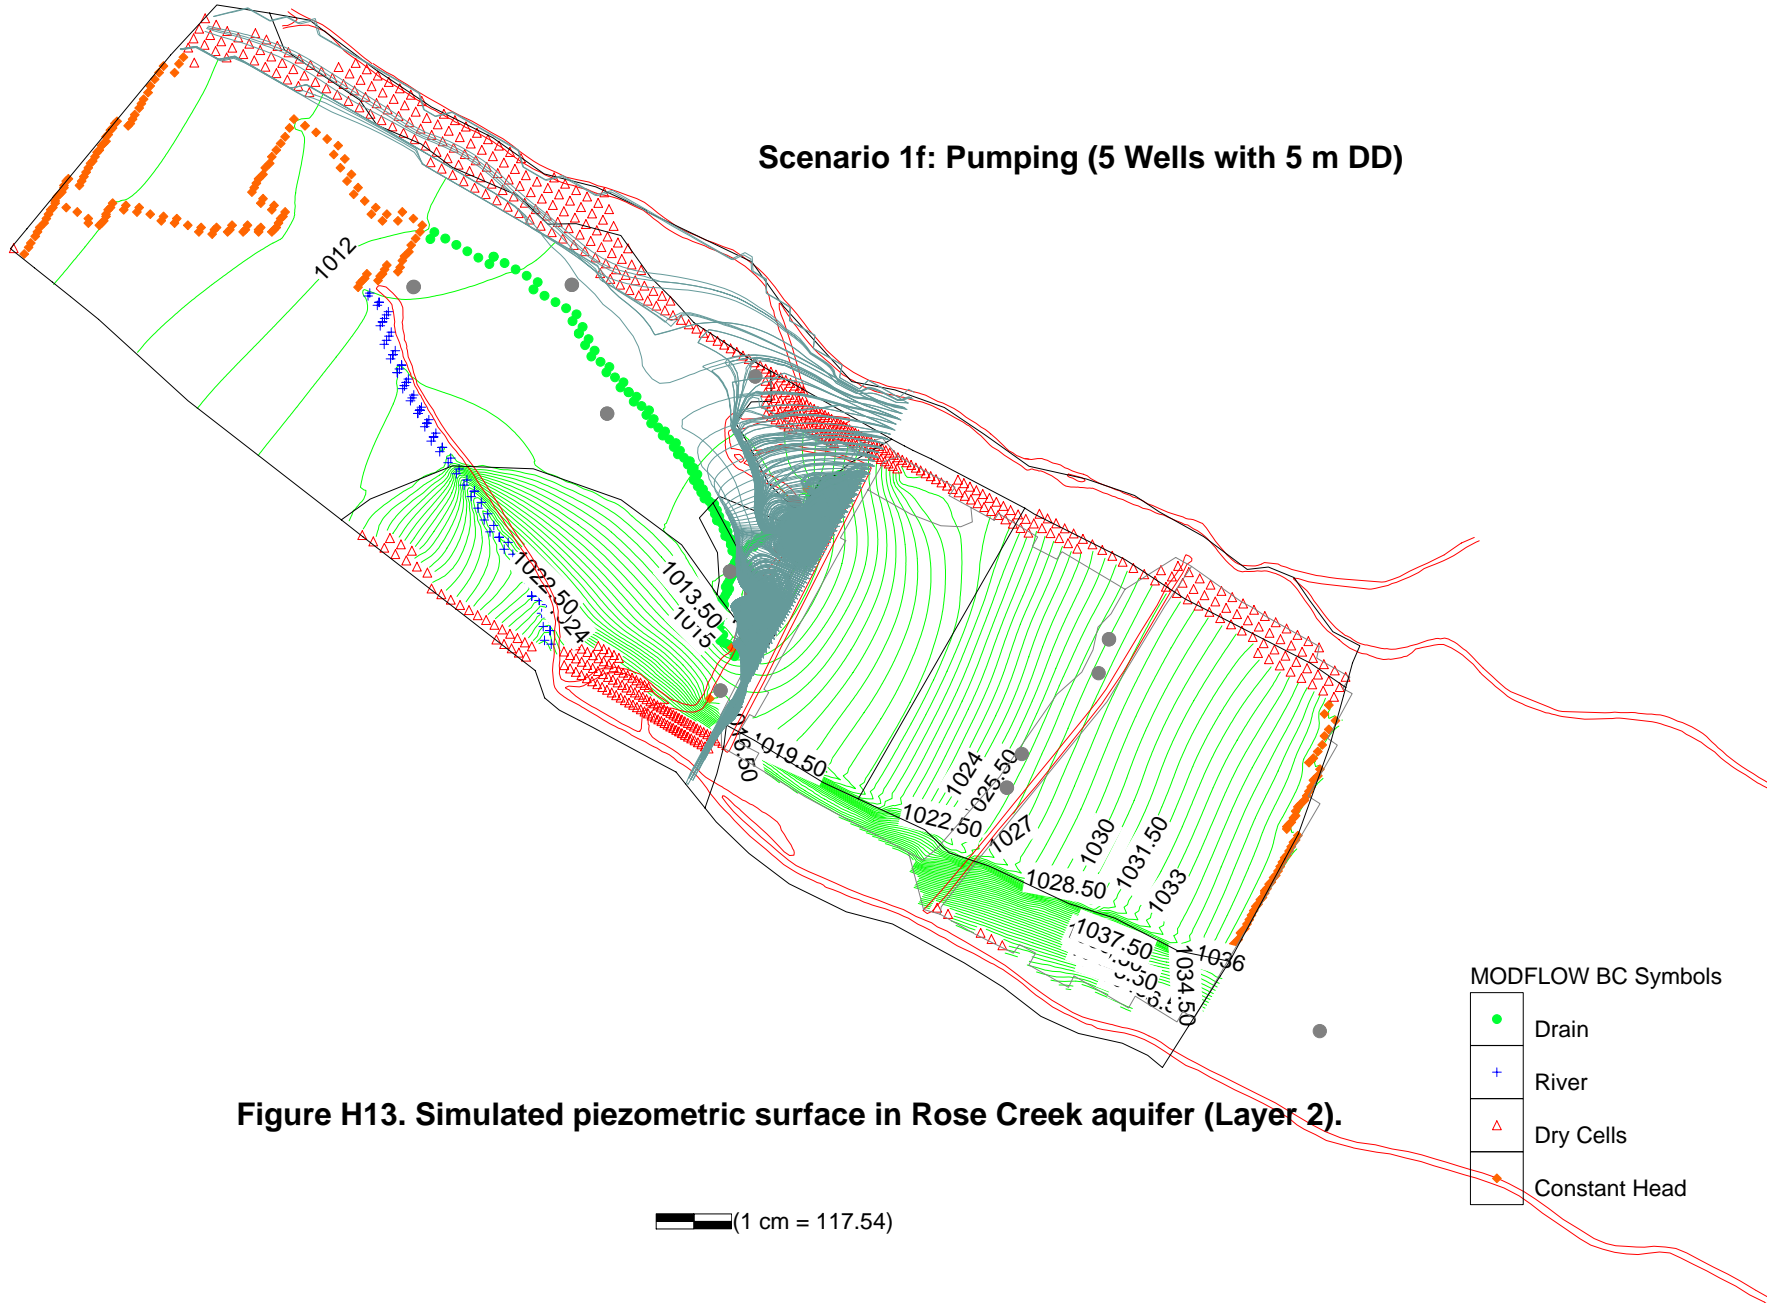 Scenario 1f: Pumping (5 Wells with 5 m DD)
1012
1022.50
1013.50
1015
1019.50
1024
1022.50
1027
1030
1031.50
1028.50
1033
1037.50
1036
1034.50
MODFLOW BC Symbols
Drain
River
Dry Cells
Constant Head
Figure H13. Simulated piezometric surface in Rose Creek aquifer (Layer 2).
(1 cm = 117.54)